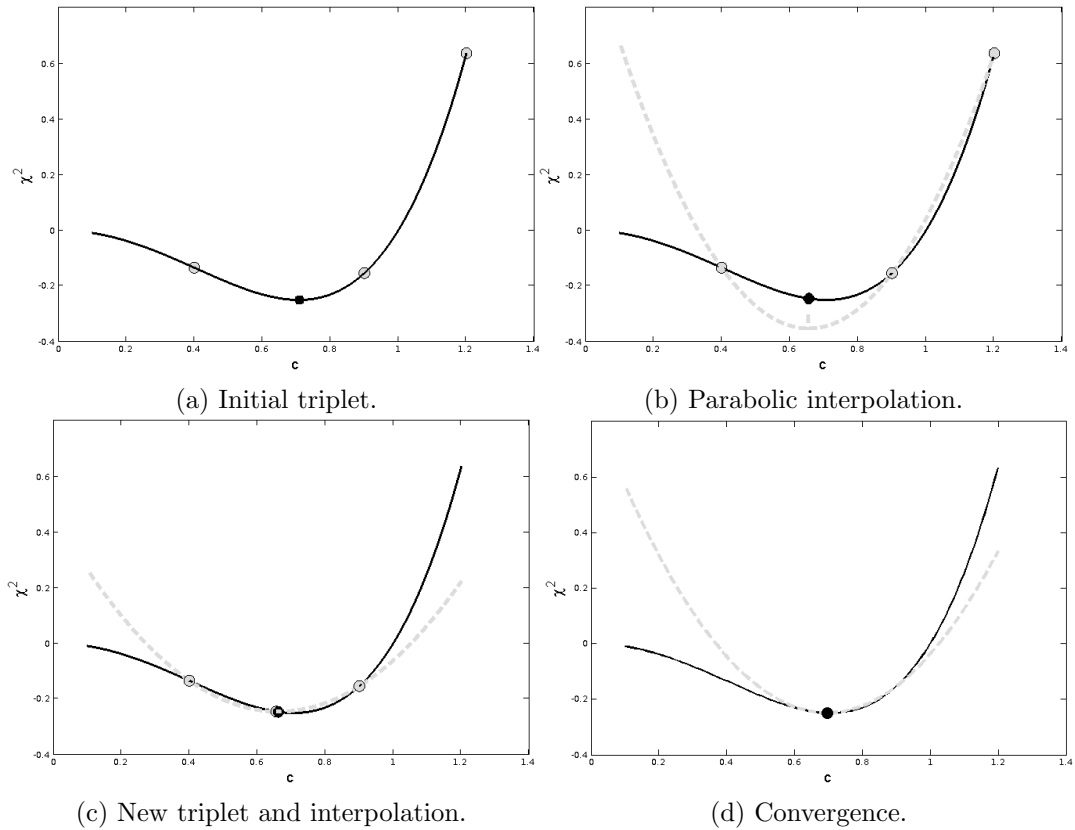 0.6
0.4
0.2
0
-0.2
-0.4
χ²
0 0.2 0.4 0.6 0.8 1 1.2 1.4
c
(a) Initial triplet.
0.6
0.4
0.2
0
-0.2
-0.4
χ²
0 0.2 0.4 0.6 0.8 1 1.2 1.4
c
(b) Parabolic interpolation.
0.6
0.4
0.2
0
-0.2
-0.4
χ²
0 0.2 0.4 0.6 0.8 1 1.2 1.4
c
(c) New triplet and interpolation.
0.6
0.4
0.2
0
-0.2
-0.4
χ²
0 0.2 0.4 0.6 0.8 1 1.2 1.4
c
(d) Convergence.